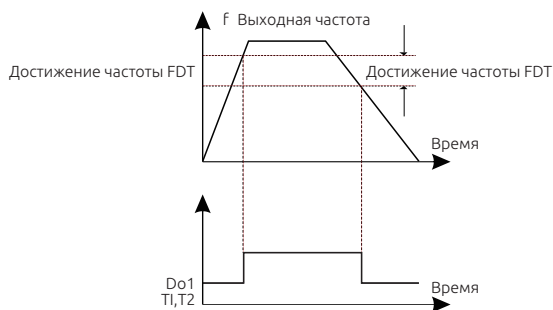 f Выходная частота
Достижение частоты FDT
Достижение частоты FDT
Время
Do1
TI,T2
Время